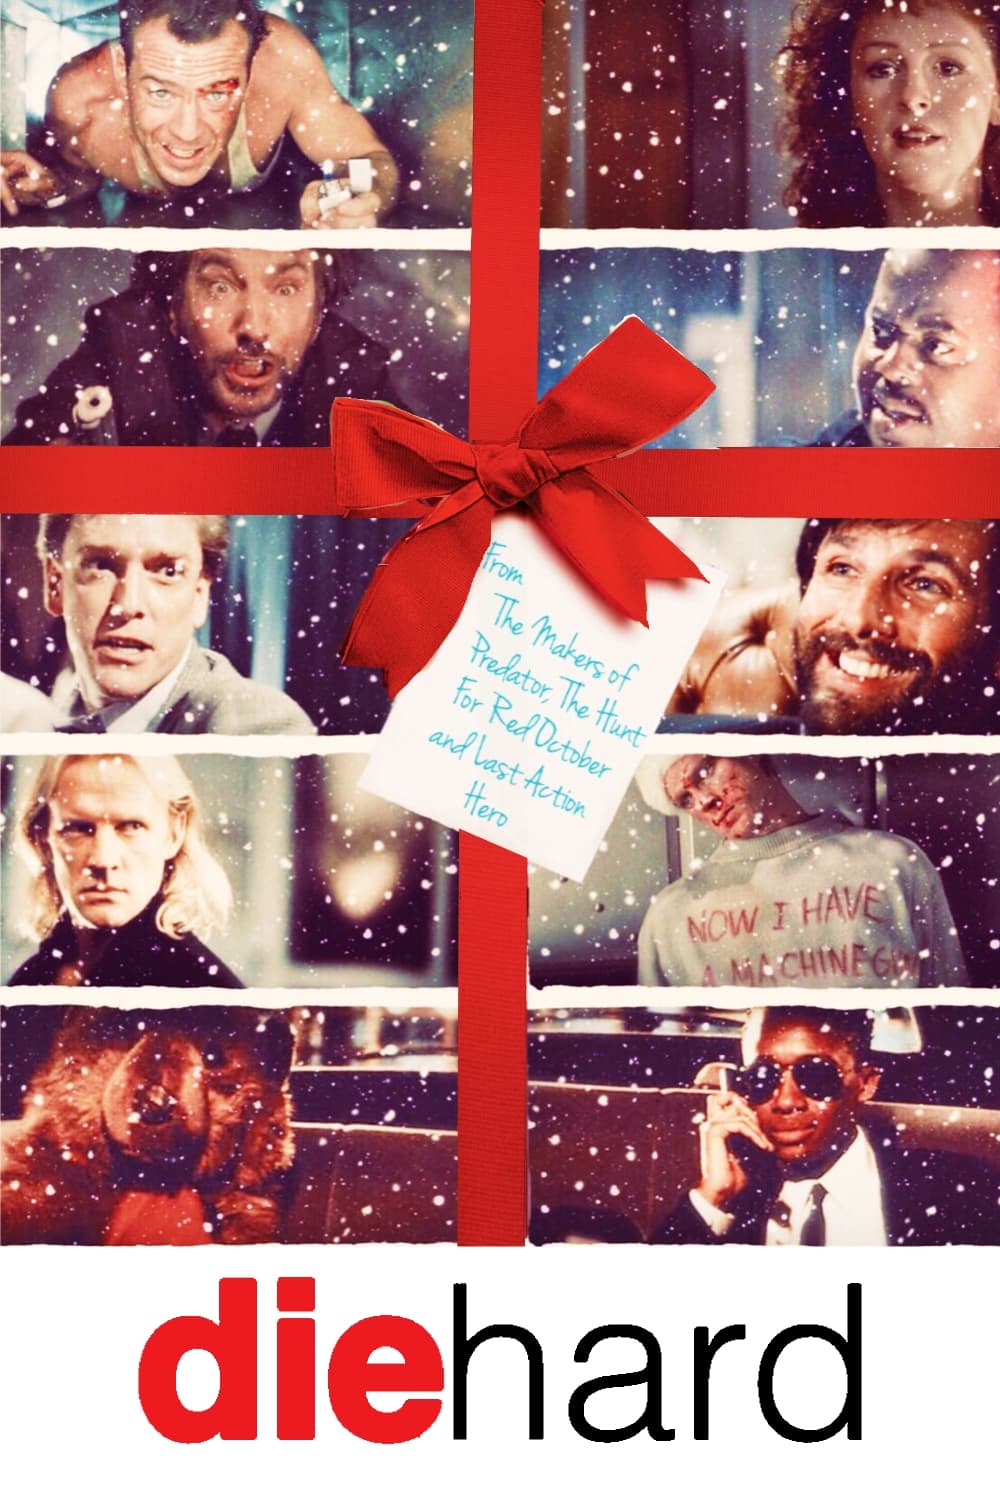 From
The Makers of
Predator, The Hunt
For Red October
and Last Action
Hero
NOW I HAVE
A MACHINE GUN
diehard